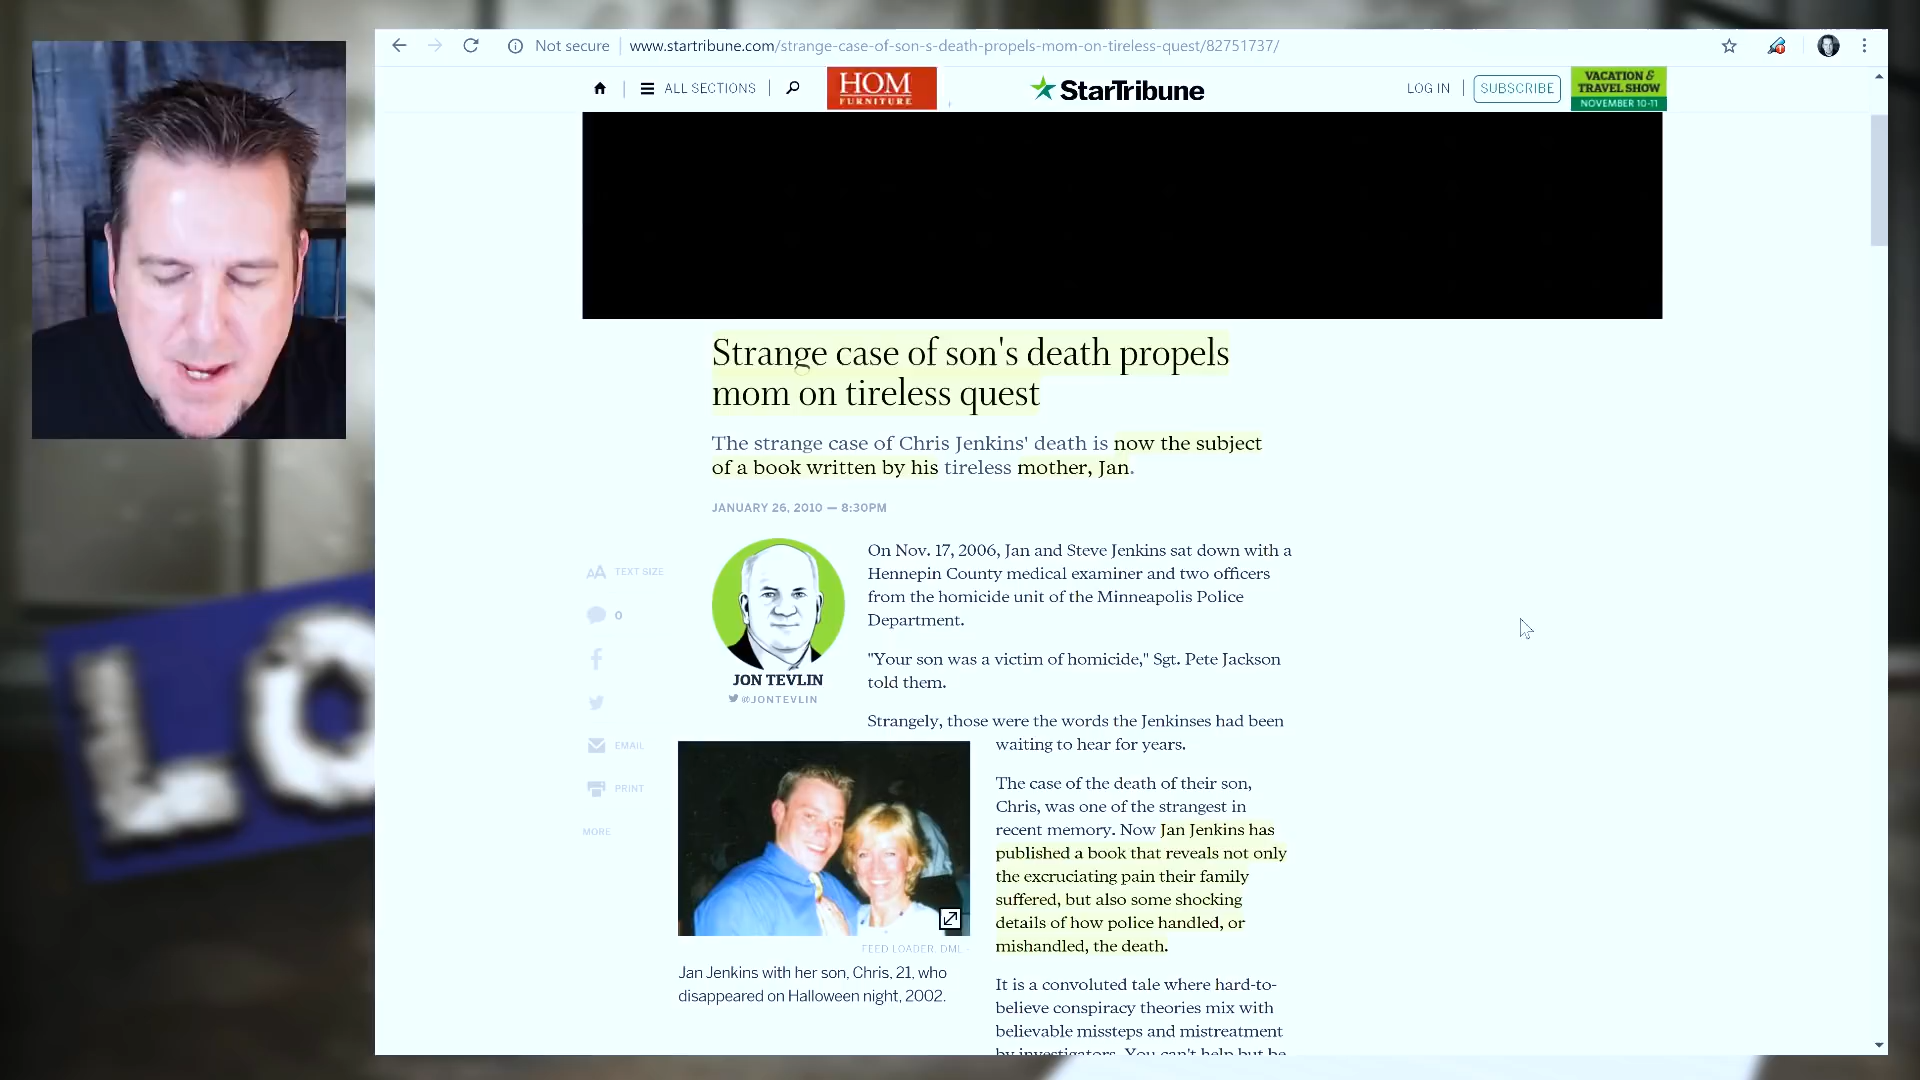 Not secure
www.startribune.com/strange-case-of-son-s-death-propels-mom-on-tireless-quest/82751737/
ALL SECTIONS
HOM
FURNITURE
StarTribune
LOG IN
SUBSCRIBE
VACATION &
TRAVEL SHOW
NOVEMBER 10-11
Strange case of son's death propels
mom on tireless quest
The strange case of Chris Jenkins' death is now the subject
of a book written by his tireless mother, Jan.
JANUARY 26, 2010 — 8:30PM
AA TEXT SIZE
0
EMAIL
PRINT
MORE
JON TEVLIN
@JONTEVLIN
On Nov. 17, 2006, Jan and Steve Jenkins sat down with a
Hennepin County medical examiner and two officers
from the homicide unit of the Minneapolis Police
Department.
"Your son was a victim of homicide," Sgt. Pete Jackson
told them.
Strangely, those were the words the Jenkinses had been
waiting to hear for years.
FEED LOADER, DML -
Jan Jenkins with her son, Chris, 21, who
disappeared on Halloween night, 2002.
The case of the death of their son,
Chris, was one of the strangest in
recent memory. Now Jan Jenkins has
published a book that reveals not only
the excruciating pain their family
suffered, but also some shocking
details of how police handled, or
mishandled, the death.
It is a convoluted tale where hard-to-
believe conspiracy theories mix with
believable missteps and mistreatment
by investigators. You can't help but be
LO